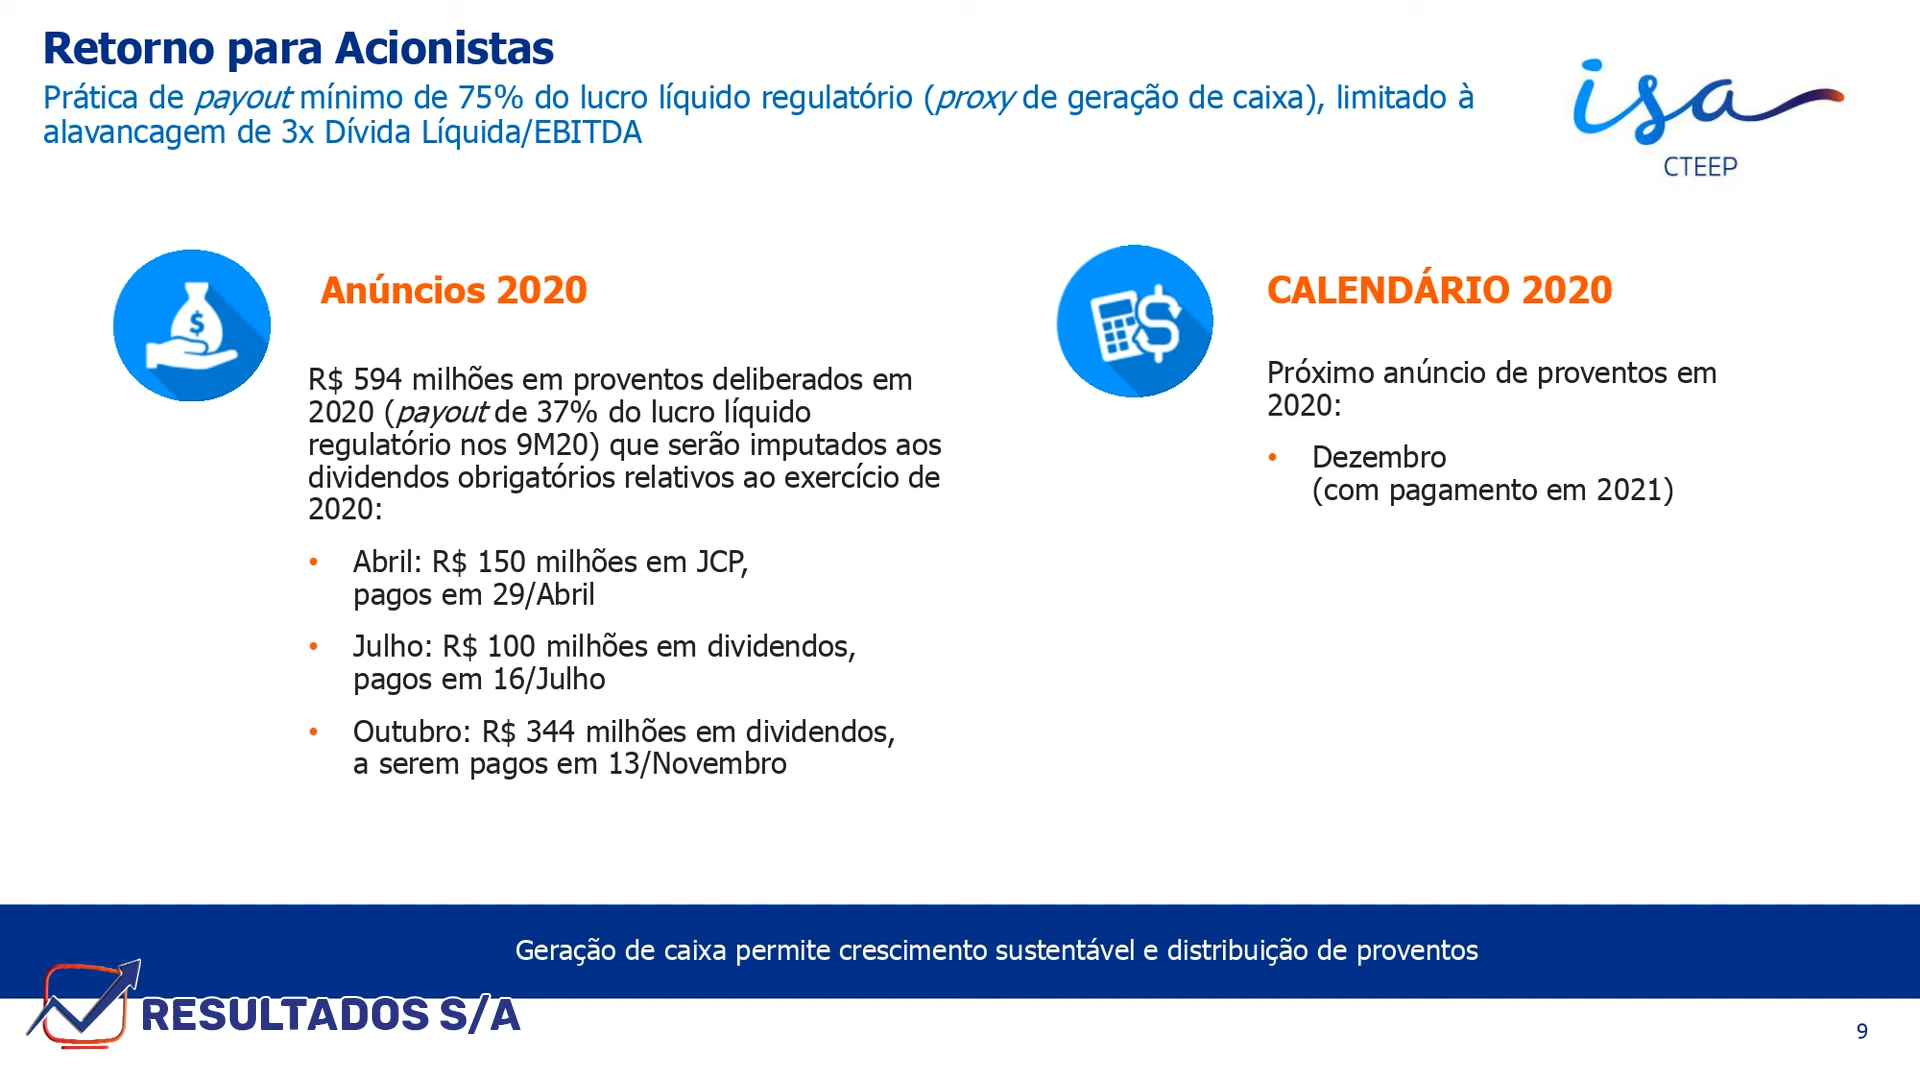 Retorno para Acionistas
Prática de payout mínimo de 75% do lucro líquido regulatório (proxy de geração de caixa), limitado à
alavancagem de 3x Dívida Líquida/EBITDA
isa
CTEEP
$
Anúncios 2020
R$ 594 milhões em proventos deliberados em
2020 (payout de 37% do lucro líquido
regulatório nos 9M20) que serão imputados aos
dividendos obrigatórios relativos ao exercício de
2020:
• Abril: R$ 150 milhões em JCP,
pagos em 29/Abril
• Julho: R$ 100 milhões em dividendos,
pagos em 16/Julho
• Outubro: R$ 344 milhões em dividendos,
a serem pagos em 13/Novembro
$
CALENDÁRIO 2020
Próximo anúncio de proventos em
2020:
• Dezembro
(com pagamento em 2021)
Geração de caixa permite crescimento sustentável e distribuição de proventos
RESULTADOS S/A
9